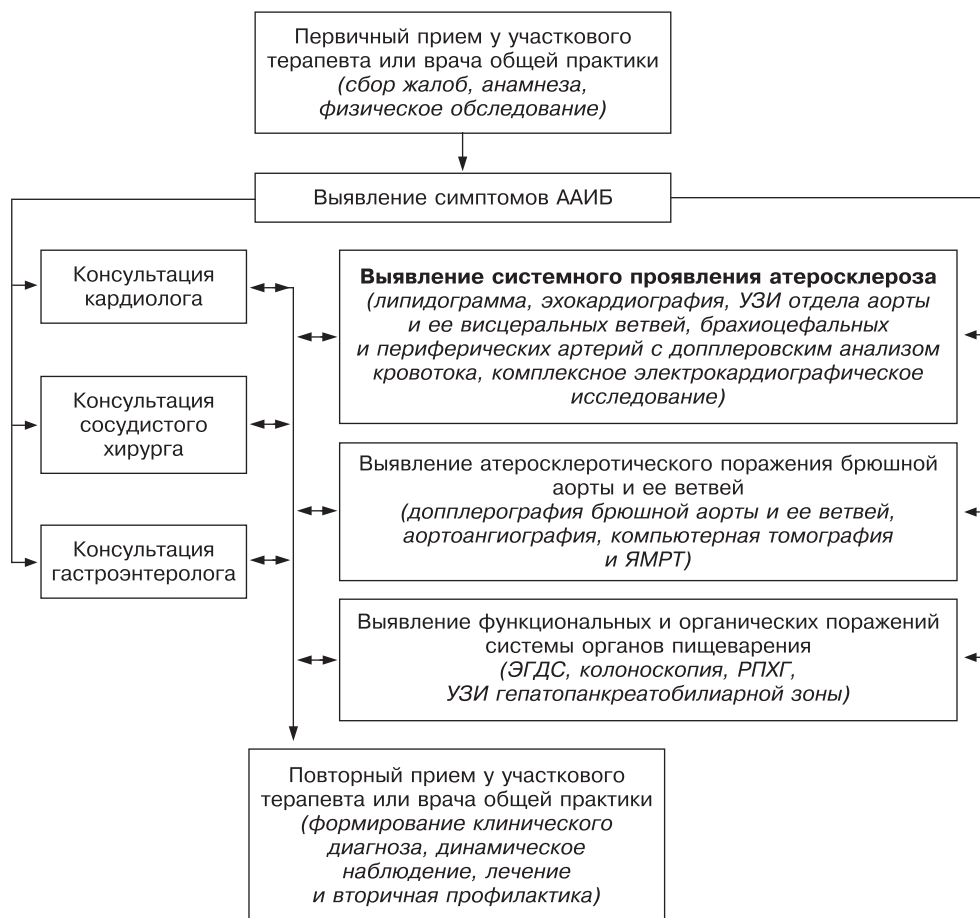 Первичный прием у участкового
терапевта или врача общей практики
(сбор жалоб, анамнеза,
физическое обследование)
Выявление симптомов ААИБ
Консультация
кардиолога
Консультация
сосудистого
хирурга
Консультация
гастроэнтеролога
Выявление системного проявления атеросклероза
(липидограмма, эхокардиография, УЗИ отдела аорты
и ее висцеральных ветвей, брахиоцефальных
и периферических артерий с допплеровским анализом
кровотока, комплексное электрокардиографическое
исследование)
Выявление атеросклеротического поражения брюшной
аорты и ее ветвей
(допплерография брюшной аорты и ее ветвей,
аортоангиография, компьютерная томография
и ЯМРТ)
Выявление функциональных и органических поражений
системы органов пищеварения
(ЭГДС, колоноскопия, РПХГ,
УЗИ гепатопанкреатобилиарной зоны)
Повторный прием у участкового
терапевта или врача общей практики
(формирование клинического
диагноза, динамическое
наблюдение, лечение
и вторичная профилактика)